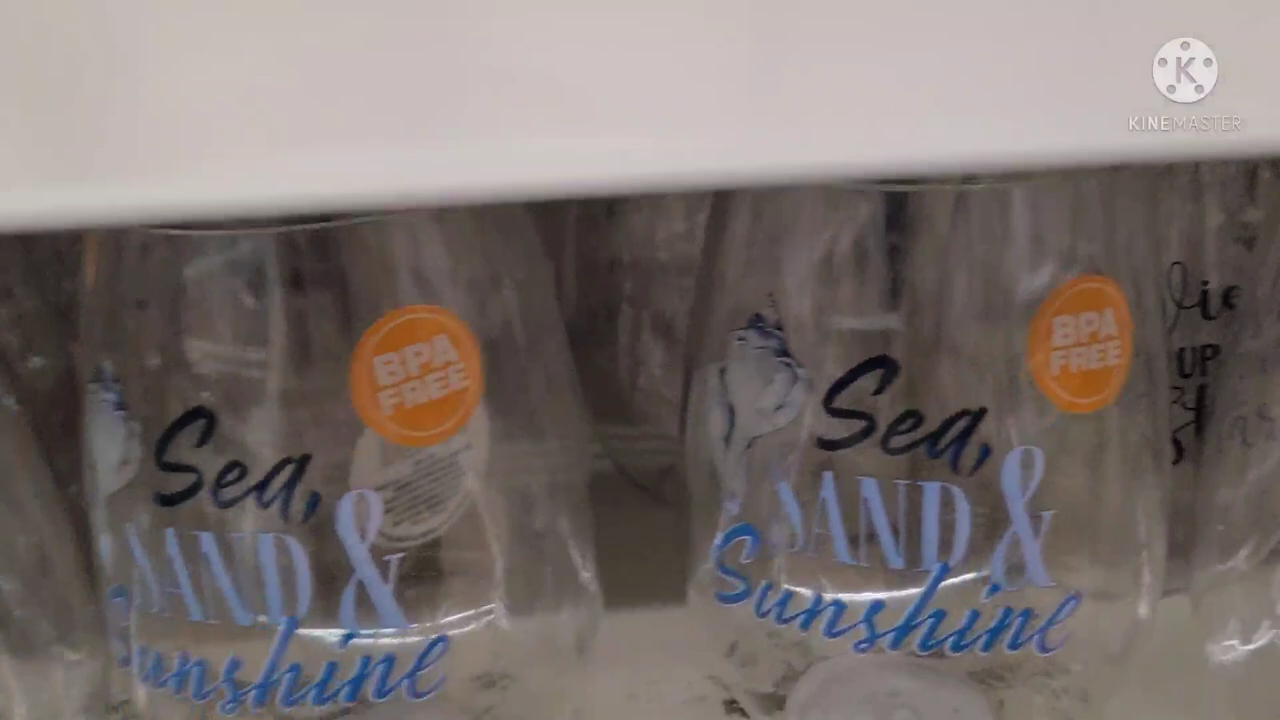 KINEMASTER
BPA
FREE
Sea,
SAND &
Sunshine
BPA
FREE
Sea,
SAND &
Sunshine
UP